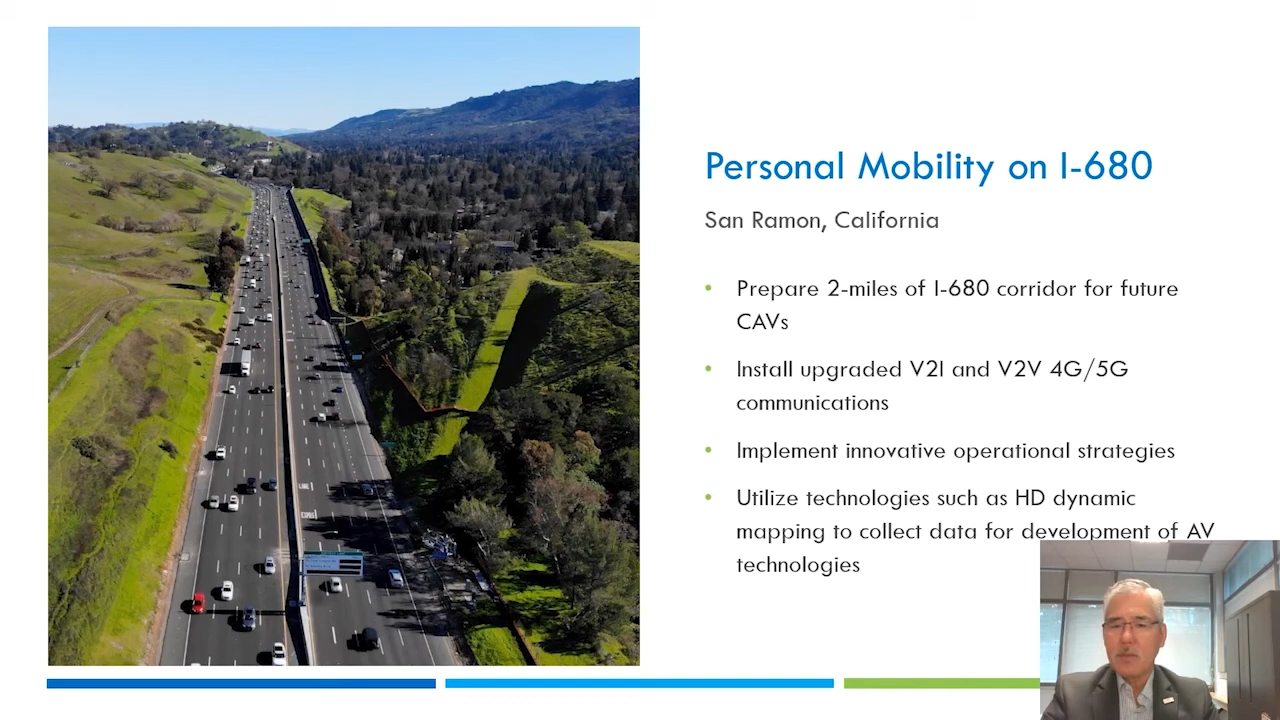 Personal Mobility on I-680
San Ramon, California
• Prepare 2-miles of I-680 corridor for future
CAVs
• Install upgraded V2I and V2V 4G/5G
communications
• Implement innovative operational strategies
• Utilize technologies such as HD dynamic
mapping to collect data for development of AV
technologies